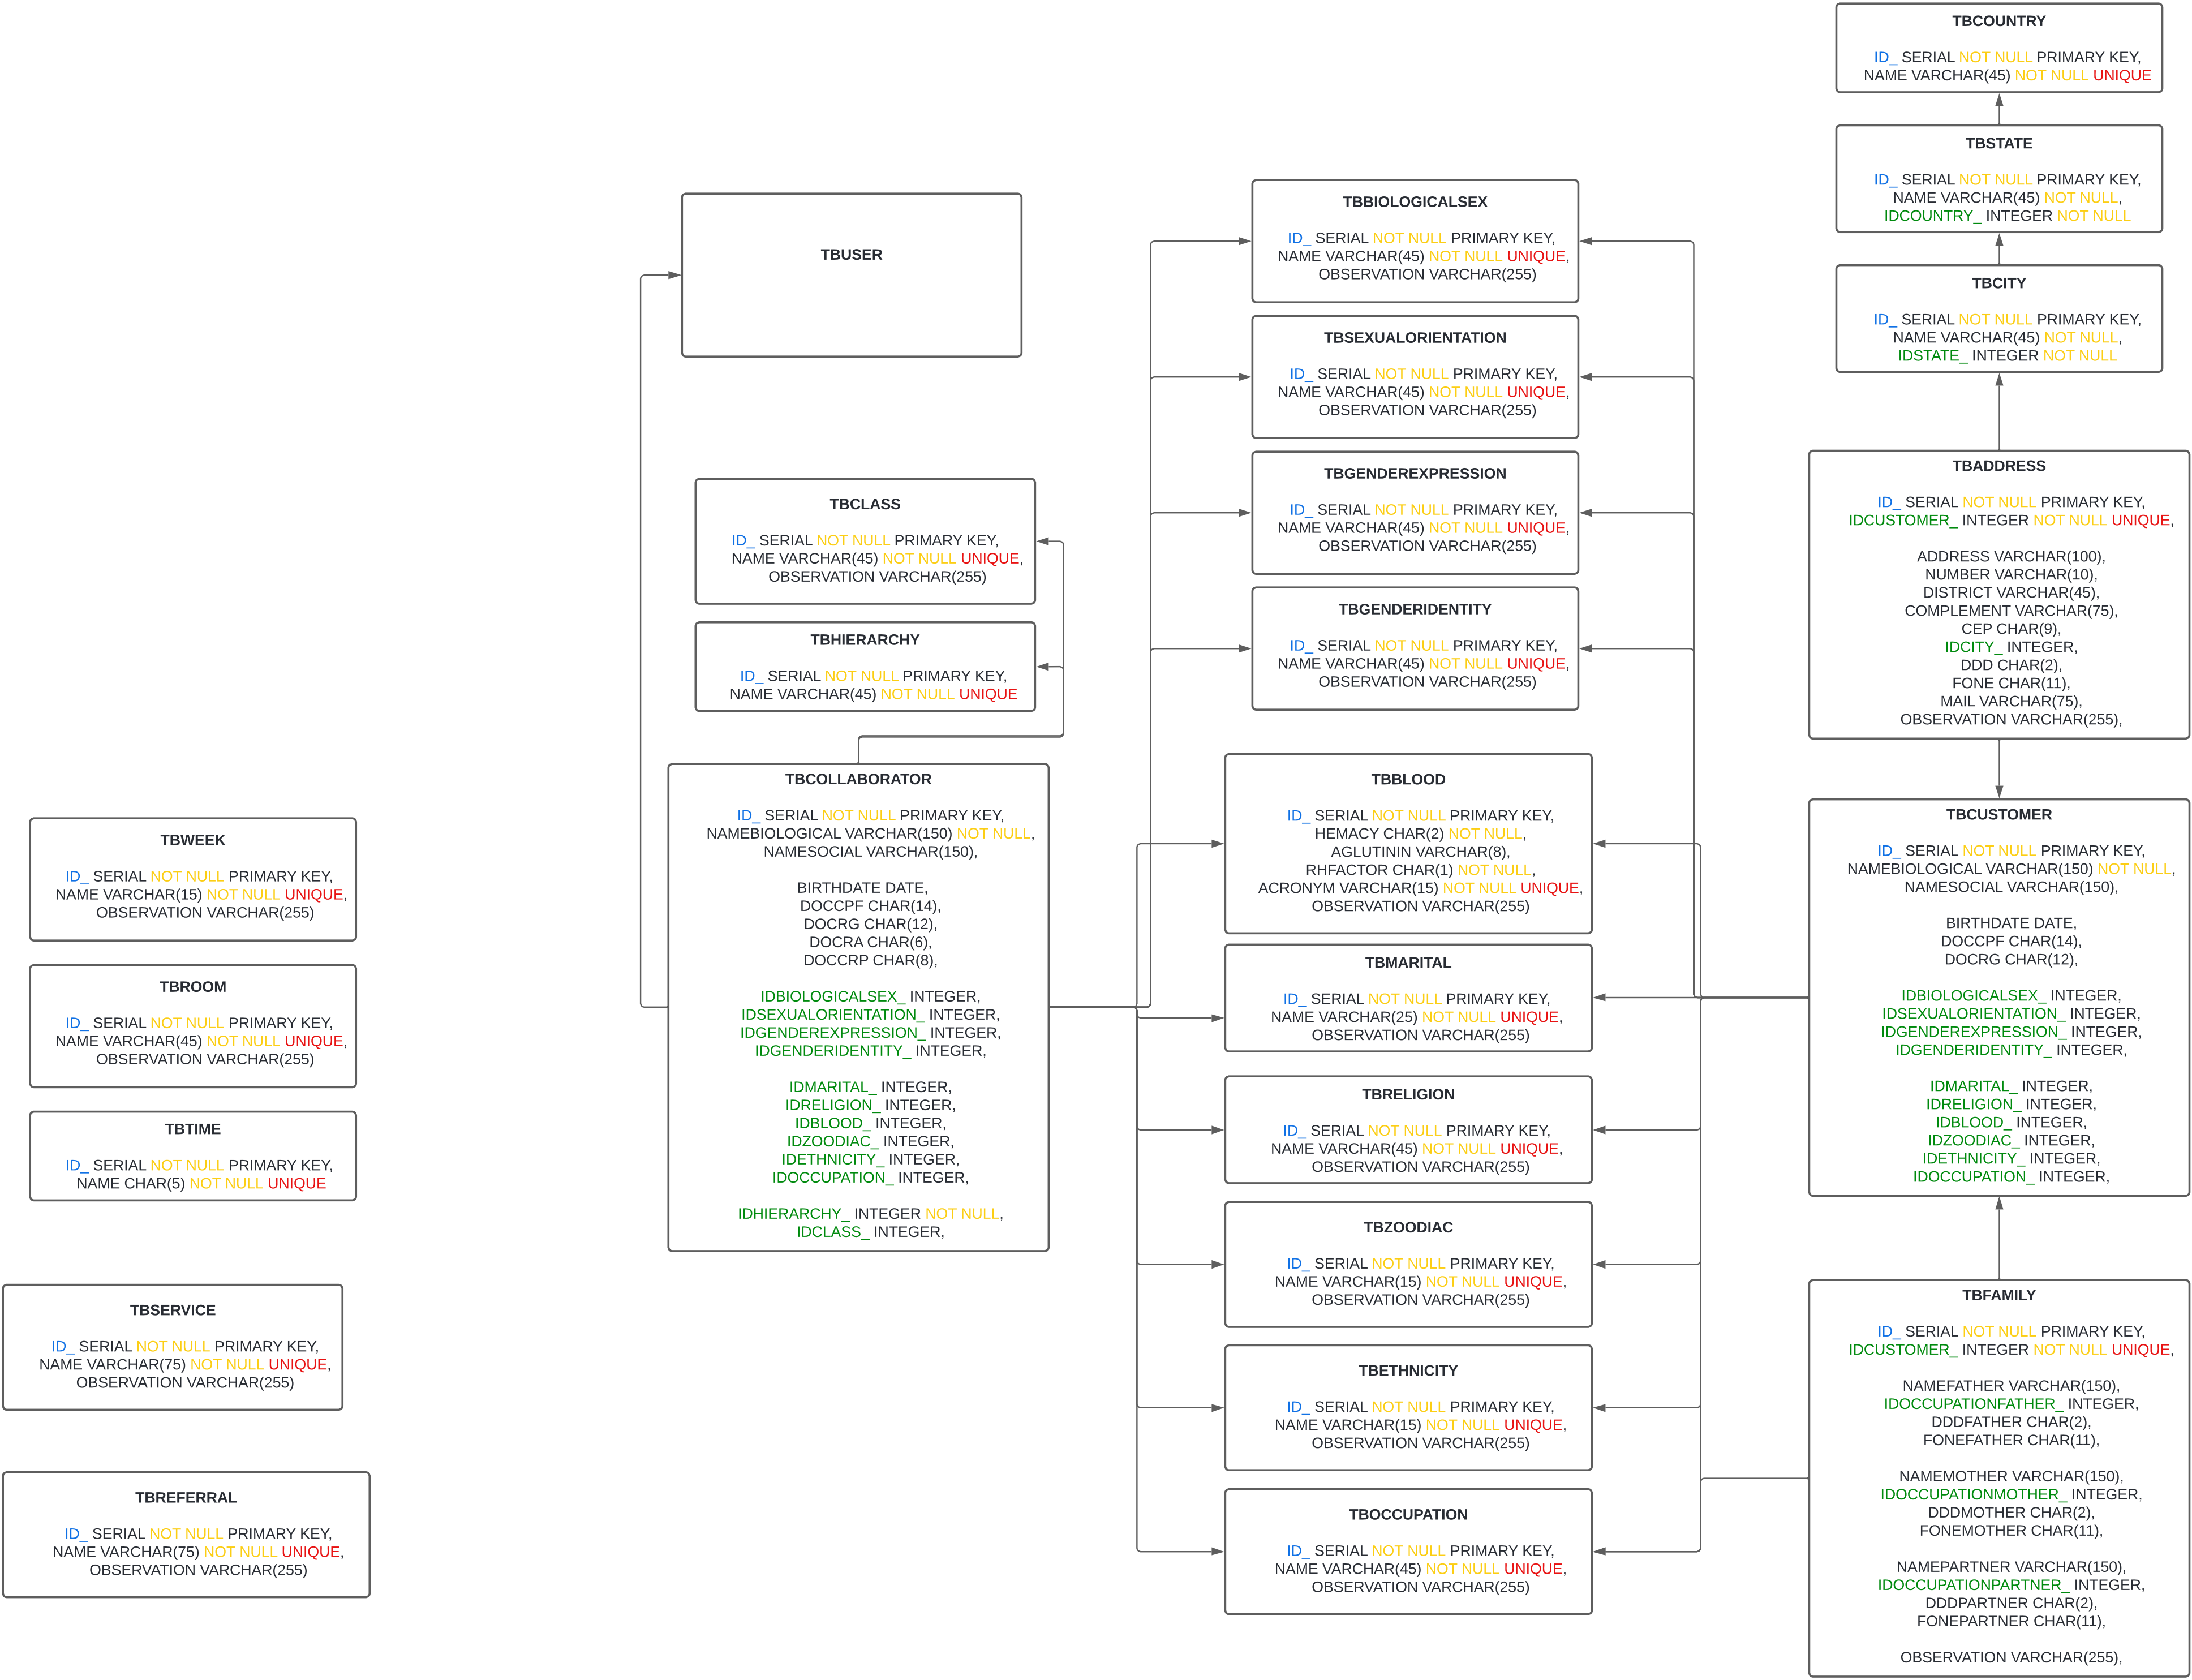 TBCOUNTRY
ID_ SERIAL NOT NULL PRIMARY KEY,
NAME VARCHAR(45) NOT NULL UNIQUE
TBSTATE
ID_ SERIAL NOT NULL PRIMARY KEY,
NAME VARCHAR(45) NOT NULL,
IDCOUNTRY_ INTEGER NOT NULL
TBCITY
ID_ SERIAL NOT NULL PRIMARY KEY,
NAME VARCHAR(45) NOT NULL,
IDSTATE_ INTEGER NOT NULL
TBADDRESS
ID_ SERIAL NOT NULL PRIMARY KEY,
IDCUSTOMER_ INTEGER NOT NULL UNIQUE,
ADDRESS VARCHAR(100),
NUMBER VARCHAR(10),
DISTRICT VARCHAR(45),
COMPLEMENT VARCHAR(75),
CEP CHAR(9),
IDCITY_ INTEGER,
DDD CHAR(2),
FONE CHAR(11),
MAIL VARCHAR(75),
OBSERVATION VARCHAR(255),
TBCUSTOMER
ID_ SERIAL NOT NULL PRIMARY KEY,
NAMEBIOLOGICAL VARCHAR(150) NOT NULL,
NAMESOCIAL VARCHAR(150),
BIRTHDATE DATE,
DOCCPF CHAR(14),
DOCRG CHAR(12),
IDBIOLOGICALSEX_ INTEGER,
IDSEXUALORIENTATION_ INTEGER,
IDGENDEREXPRESSION_ INTEGER,
IDGENDERIDENTITY_ INTEGER,
IDMARITAL_ INTEGER,
IDRELIGION_ INTEGER,
IDBLOOD_ INTEGER,
IDZOODIAC_ INTEGER,
IDETHNICITY_ INTEGER,
IDOCCUPATION_ INTEGER,
TBFAMILY
ID_ SERIAL NOT NULL PRIMARY KEY,
IDCUSTOMER_ INTEGER NOT NULL UNIQUE,
NAMEFATHER VARCHAR(150),
IDOCCUPATIONFATHER_ INTEGER,
DDDFATHER CHAR(2),
FONEFATHER CHAR(11),
NAMEMOTHER VARCHAR(150),
IDOCCUPATIONMOTHER_ INTEGER,
DDDMOTHER CHAR(2),
FONEMOTHER CHAR(11),
NAMEPARTNER VARCHAR(150),
IDOCCUPATIONPARTNER_ INTEGER,
DDDPARTNER CHAR(2),
FONEPARTNER CHAR(11),
OBSERVATION VARCHAR(255),
TBBIOLOGICALSEX
ID_ SERIAL NOT NULL PRIMARY KEY,
NAME VARCHAR(45) NOT NULL UNIQUE,
OBSERVATION VARCHAR(255)
TBSEXUALORIENTATION
ID_ SERIAL NOT NULL PRIMARY KEY,
NAME VARCHAR(45) NOT NULL UNIQUE,
OBSERVATION VARCHAR(255)
TBGENDEREXPRESSION
ID_ SERIAL NOT NULL PRIMARY KEY,
NAME VARCHAR(45) NOT NULL UNIQUE,
OBSERVATION VARCHAR(255)
TBGENDERIDENTITY
ID_ SERIAL NOT NULL PRIMARY KEY,
NAME VARCHAR(45) NOT NULL UNIQUE,
OBSERVATION VARCHAR(255)
TBBLOOD
ID_ SERIAL NOT NULL PRIMARY KEY,
HEMACY CHAR(2) NOT NULL,
AGLUTININ VARCHAR(8),
RHFACTOR CHAR(1) NOT NULL,
ACRONYM VARCHAR(15) NOT NULL UNIQUE,
OBSERVATION VARCHAR(255)
TBMARITAL
ID_ SERIAL NOT NULL PRIMARY KEY,
NAME VARCHAR(25) NOT NULL UNIQUE,
OBSERVATION VARCHAR(255)
TBRELIGION
ID_ SERIAL NOT NULL PRIMARY KEY,
NAME VARCHAR(45) NOT NULL UNIQUE,
OBSERVATION VARCHAR(255)
TBZOODIAC
ID_ SERIAL NOT NULL PRIMARY KEY,
NAME VARCHAR(15) NOT NULL UNIQUE,
OBSERVATION VARCHAR(255)
TBETHNICITY
ID_ SERIAL NOT NULL PRIMARY KEY,
NAME VARCHAR(15) NOT NULL UNIQUE,
OBSERVATION VARCHAR(255)
TBOCCUPATION
ID_ SERIAL NOT NULL PRIMARY KEY,
NAME VARCHAR(45) NOT NULL UNIQUE,
OBSERVATION VARCHAR(255)
TBUSER
TBCLASS
ID_ SERIAL NOT NULL PRIMARY KEY,
NAME VARCHAR(45) NOT NULL UNIQUE,
OBSERVATION VARCHAR(255)
TBHIERARCHY
ID_ SERIAL NOT NULL PRIMARY KEY,
NAME VARCHAR(45) NOT NULL UNIQUE
TBCOLLABORATOR
ID_ SERIAL NOT NULL PRIMARY KEY,
NAMEBIOLOGICAL VARCHAR(150) NOT NULL,
NAMESOCIAL VARCHAR(150),
BIRTHDATE DATE,
DOCCPF CHAR(14),
DOCRG CHAR(12),
DOCRA CHAR(6),
DOCCRP CHAR(8),
IDBIOLOGICALSEX_ INTEGER,
IDSEXUALORIENTATION_ INTEGER,
IDGENDEREXPRESSION_ INTEGER,
IDGENDERIDENTITY_ INTEGER,
IDMARITAL_ INTEGER,
IDRELIGION_ INTEGER,
IDBLOOD_ INTEGER,
IDZOODIAC_ INTEGER,
IDETHNICITY_ INTEGER,
IDOCCUPATION_ INTEGER,
IDHIERARCHY_ INTEGER NOT NULL,
IDCLASS_ INTEGER,
TBWEEK
ID_ SERIAL NOT NULL PRIMARY KEY,
NAME VARCHAR(15) NOT NULL UNIQUE,
OBSERVATION VARCHAR(255)
TBROOM
ID_ SERIAL NOT NULL PRIMARY KEY,
NAME VARCHAR(45) NOT NULL UNIQUE,
OBSERVATION VARCHAR(255)
TBTIME
ID_ SERIAL NOT NULL PRIMARY KEY,
NAME CHAR(5) NOT NULL UNIQUE
TBSERVICE
ID_ SERIAL NOT NULL PRIMARY KEY,
NAME VARCHAR(75) NOT NULL UNIQUE,
OBSERVATION VARCHAR(255)
TBREFERRAL
ID_ SERIAL NOT NULL PRIMARY KEY,
NAME VARCHAR(75) NOT NULL UNIQUE,
OBSERVATION VARCHAR(255)